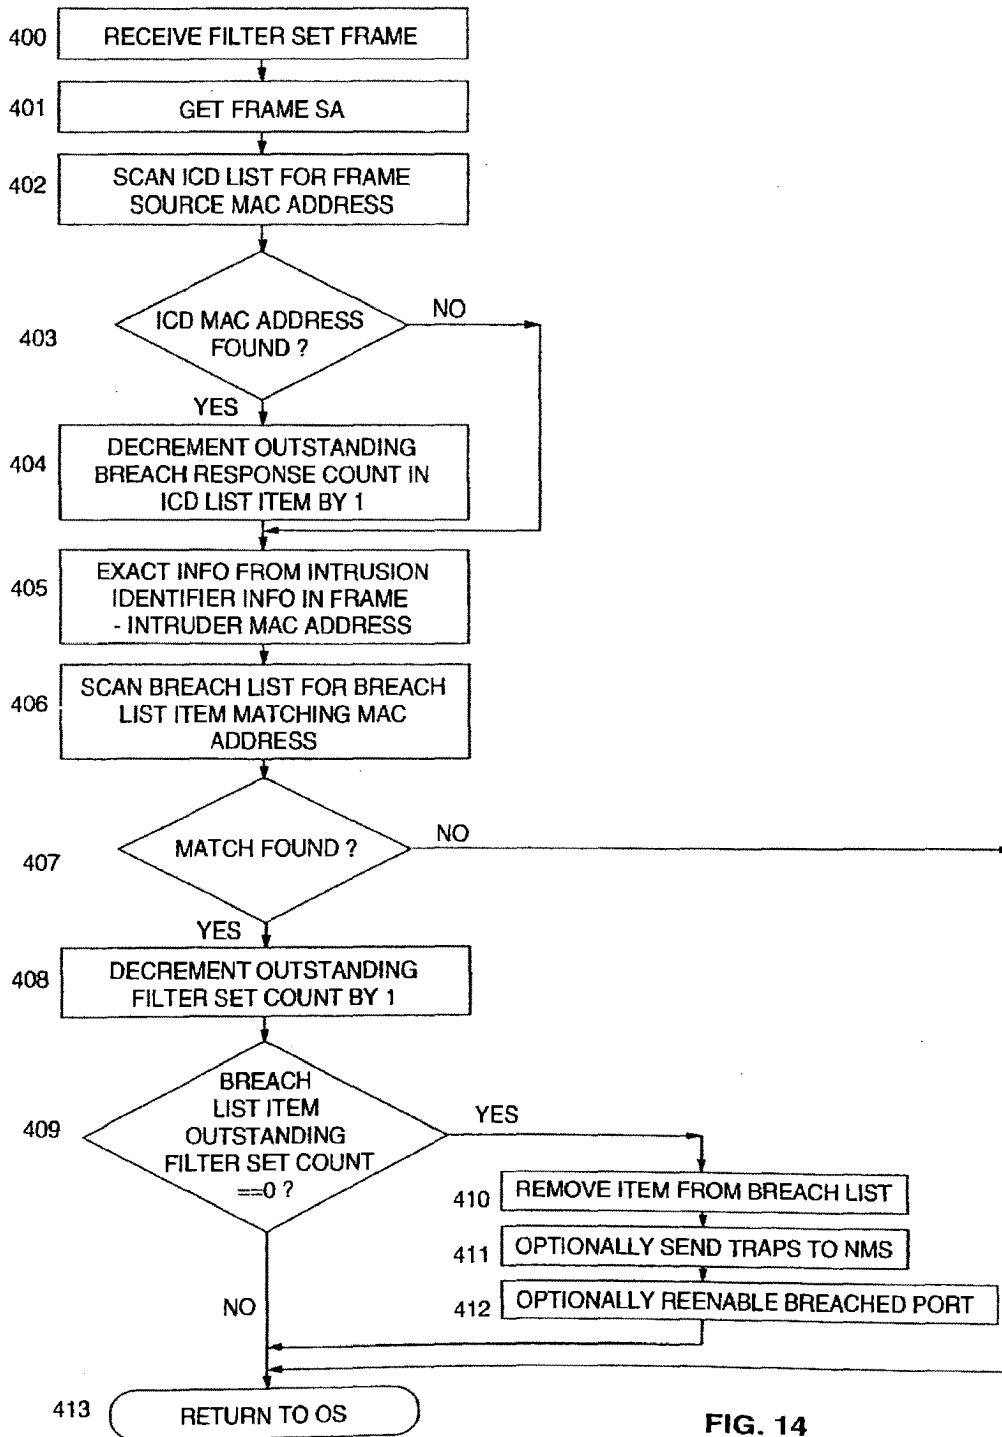 400
RECEIVE FILTER SET FRAME
401
GET FRAME SA
402
SCAN ICD LIST FOR FRAME
SOURCE MAC ADDRESS
403
ICD MAC ADDRESS
FOUND ?
NO
YES
404
DECREMENT OUTSTANDING
BREACH RESPONSE COUNT IN
ICD LIST ITEM BY 1
405
EXACT INFO FROM INTRUSION
IDENTIFIER INFO IN FRAME
- INTRUDER MAC ADDRESS
406
SCAN BREACH LIST FOR BREACH
LIST ITEM MATCHING MAC
ADDRESS
407
MATCH FOUND ?
NO
YES
408
DECREMENT OUTSTANDING
FILTER SET COUNT BY 1
409
BREACH
LIST ITEM
OUTSTANDING
FILTER SET COUNT
==0 ?
YES
410
REMOVE ITEM FROM BREACH LIST
411
OPTIONALLY SEND TRAPS TO NMS
412
OPTIONALLY REENABLE BREACHED PORT
NO
413
RETURN TO OS
FIG. 14